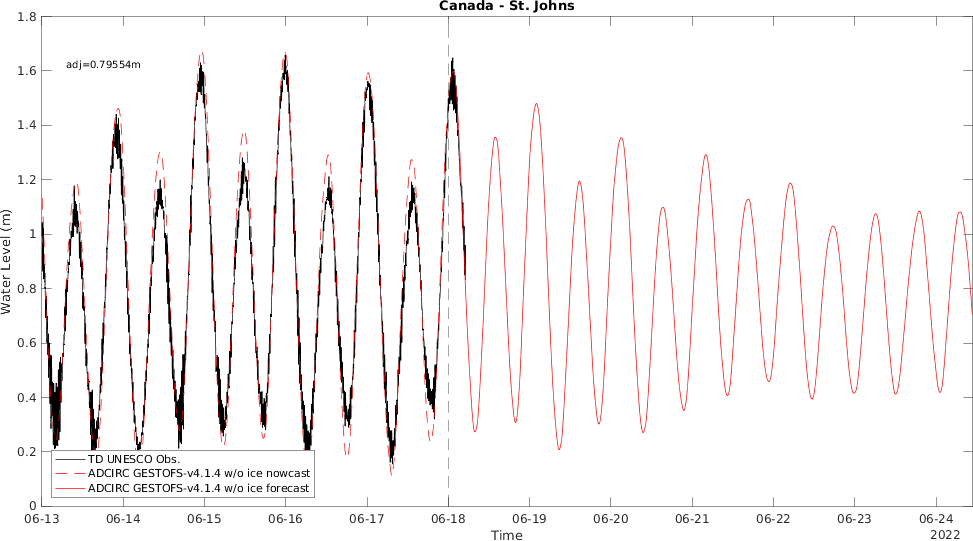 Canada - St. Johns
1.8
1.6
1.4
1.2
1
0.8
0.6
0.4
0.2
0
Water Level (m)
adj=0.79554m
TD UNESCO Obs.
ADCIRC GESTOFS-v4.1.4 w/o ice nowcast
ADCIRC GESTOFS-v4.1.4 w/o ice forecast
06-13 06-14 06-15 06-16 06-17 06-18 06-19 06-20 06-21 06-22 06-23 06-24
2022
Time